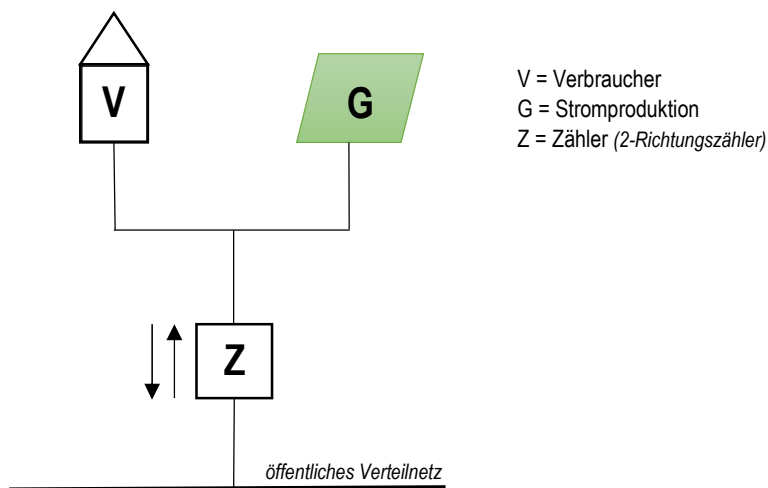 V
G
V = Verbraucher
G = Stromproduktion
Z = Zähler (2-Richtungszähler)
Z
öffentliches Verteilnetz